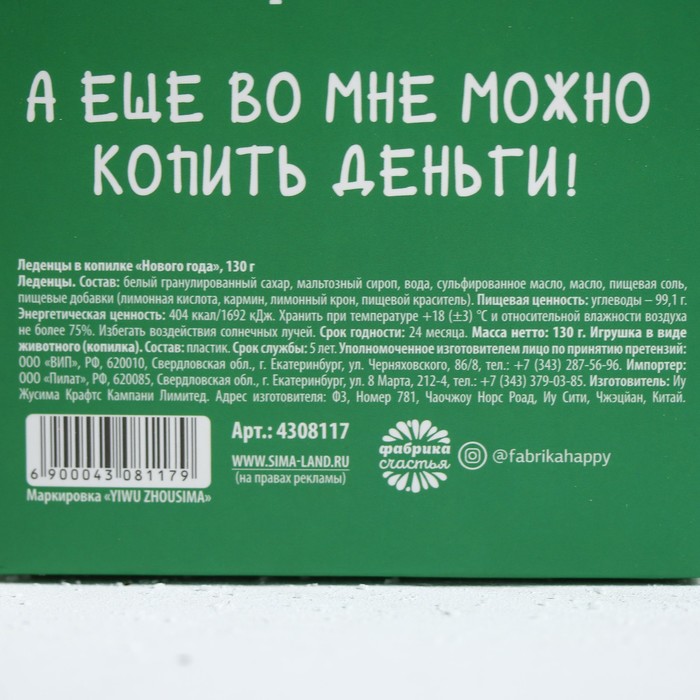 А ЕЩЕ ВО МНЕ МОЖНО
КОПИТЬ ДЕНЬГИ!
Леденцы в копилке «Нового года», 130 г
Леденцы. Состав: белый гранулированный сахар, мальтозный сироп, вода, сульфированное масло, масло, пищевая соль,
пищевые добавки (лимонная кислота, кармин, лимонный крон, пищевой краситель). Пищевая ценность: углеводы – 99,1 г.
Энергетическая ценность: 404 ккал/1692 кДж. Хранить при температуре +18 (±3) °С и относительной влажности воздуха
не более 75%. Избегать воздействия солнечных лучей. Срок годности: 24 месяца. Масса нетто: 130 г. Игрушка в виде
животного (копилка). Состав: пластик. Срок службы: 5 лет. Уполномоченное изготовителем лицо по принятию претензий:
ООО «ВИП», РФ, 620010, Свердловская обл., г. Екатеринбург, ул. Черняховского, 86/8, тел.: +7 (343) 287-56-96. Импортер:
ООО «Пилат», РФ, 620085, Свердловская обл., г. Екатеринбург, ул. 8 Марта, 212-4, тел.: +7 (343) 379-03-85. Изготовитель: Иу
Жусима Крафтс Кампани Лимитед. Адрес изготовителя: Ф3, Номер 781, Чаочжоу Норс Роад, Иу Сити, Чжэцйан, Китай.
6 900043 081179
Маркировка «YIWU ZHOUSIMA»
Арт.: 4308117
WWW.SIMA-LAND.RU
(на правах рекламы)
фабрика
счастья
@fabrikahappy